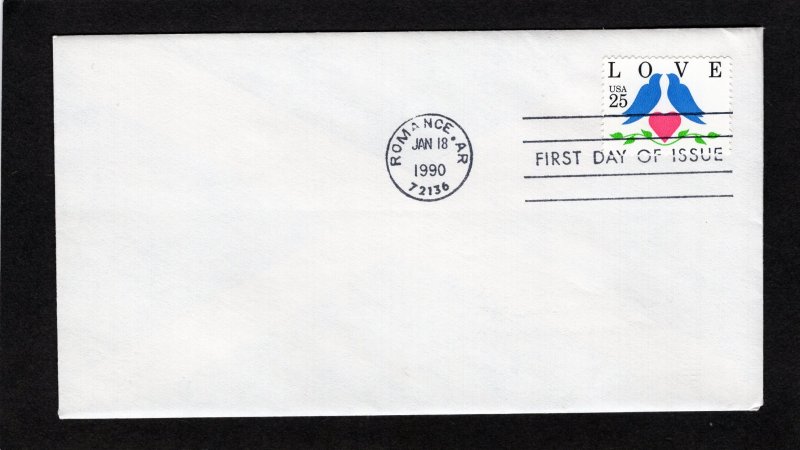 LOVE
USA
25
ROMANCE, AR
JAN 18
1990
72136
FIRST DAY OF ISSUE